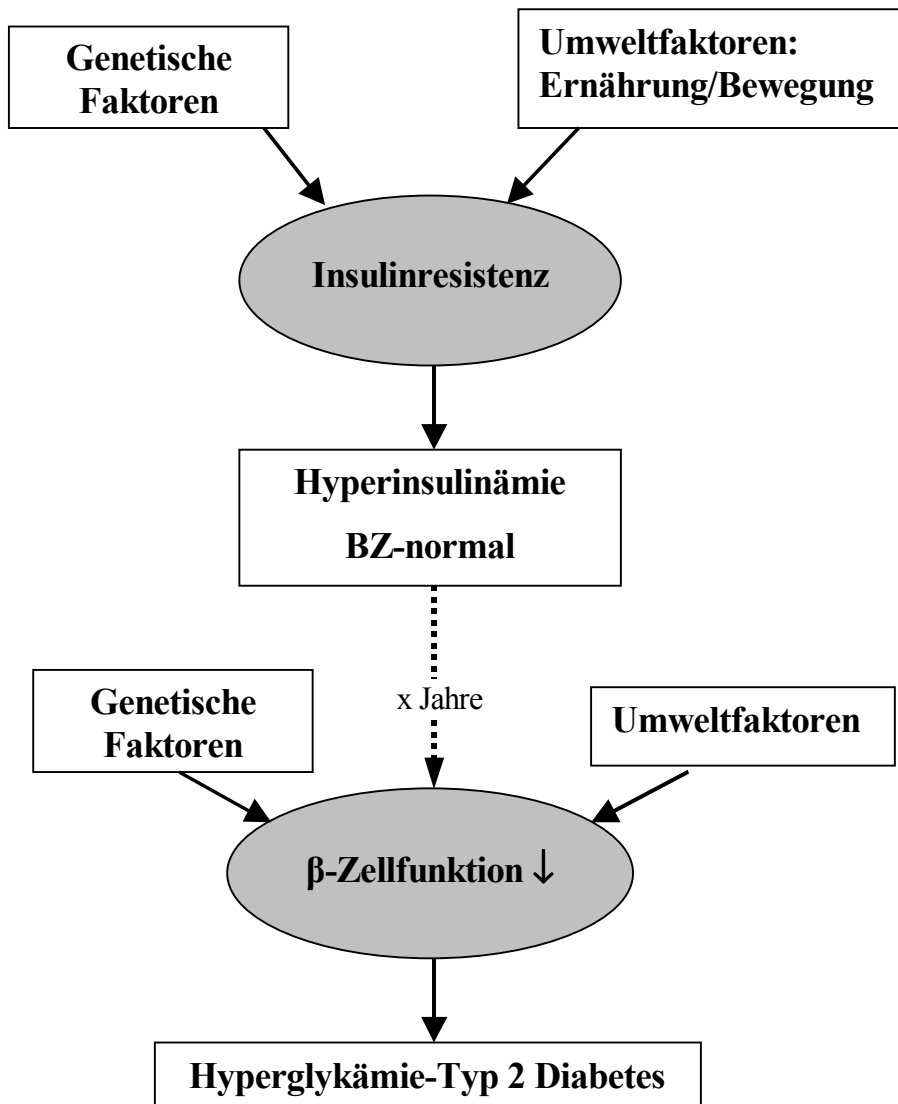 Genetische
Faktoren
Umweltfaktoren:
Ernährung/Bewegung
Insulinresistenz
Hyperinsulinämie
BZ-normal
x Jahre
Genetische
Faktoren
Umweltfaktoren
β-Zellfunktion ↓
Hyperglykämie-Typ 2 Diabetes